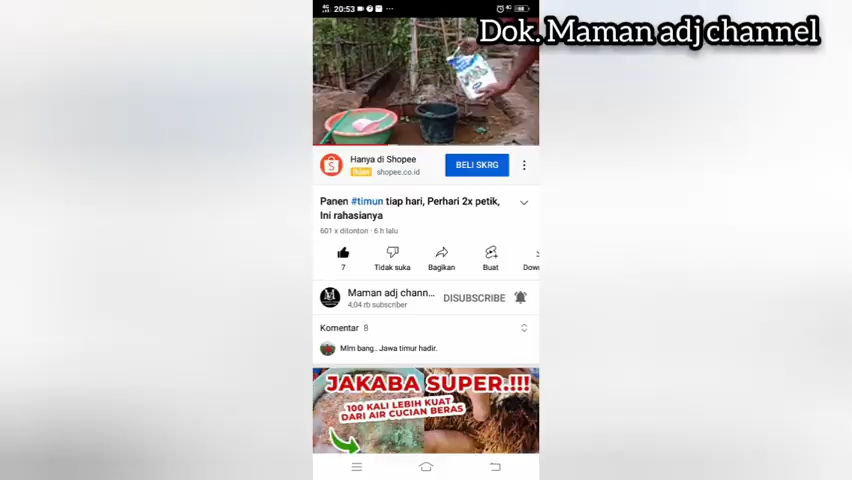 20:53
Dok. Maman adj channel
Hanya di Shopee
shopee.co.id
BELI SKRG
Panen #timun tiap hari, Perhari 2x petik,
Ini rahasianya
601 x ditonton · 6 h lalu
7
Tidak suka
Bagikan
Buat
Down
Maman adj chann...
4,04 rb subscriber
DISUBSCRIBE
Komentar 8
Mlm bang.. Jawa timur hadir.
JAKABA SUPER.!!!
100 KALI LEBIH KUAT
DARI AIR CUCIAN BERAS